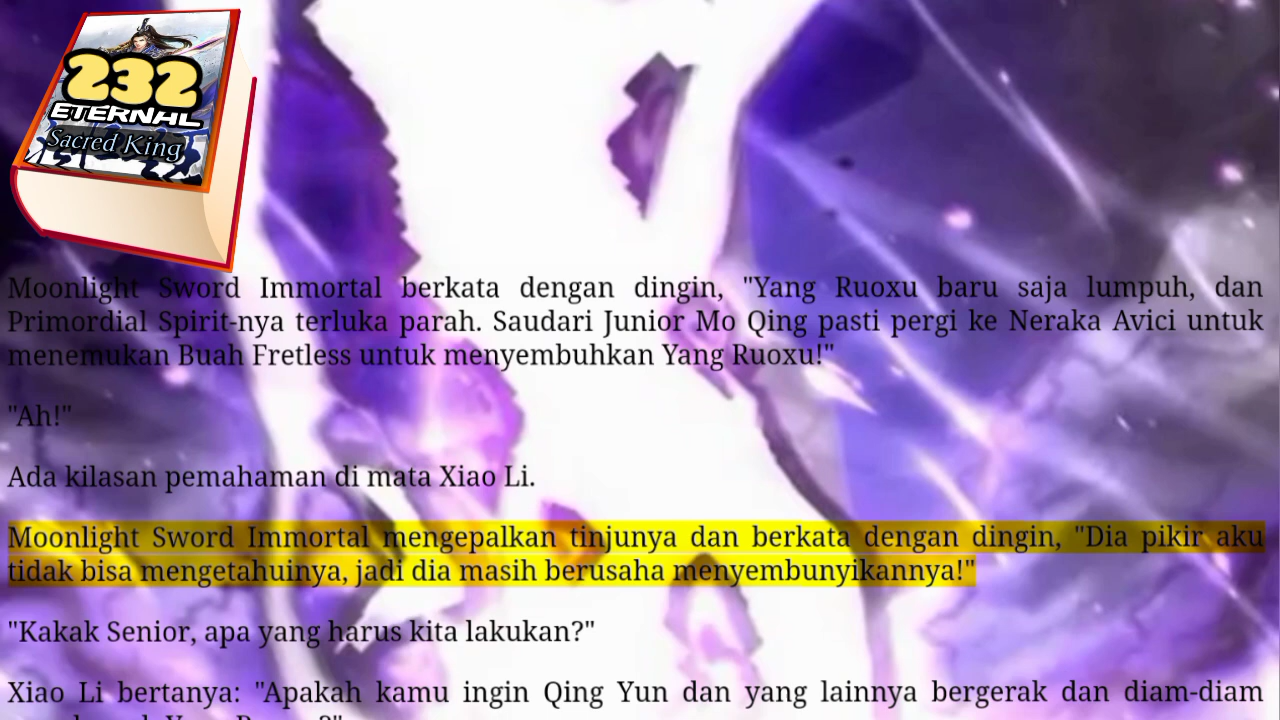 232
ETERNAL
Sacred King
Moonlight Sword Immortal berkata dengan dingin, "Yang Ruoxu baru saja lumpuh, dan
Primordial Spirit-nya terluka parah. Saudari Junior Mo Qing pasti pergi ke Neraka Avici untuk
menemukan Buah Fretless untuk menyembuhkan Yang Ruoxu!"
"Ah!"
Ada kilasan pemahaman di mata Xiao Li.
Moonlight Sword Immortal mengepalkan tinjunya dan berkata dengan dingin, "Dia pikir aku
tidak bisa mengetahuinya, jadi dia masih berusaha menyembunyikannya!"
"Kakak Senior, apa yang harus kita lakukan?"
Xiao Li bertanya: "Apakah kamu ingin Qing Yun dan yang lainnya bergerak dan diam-diam